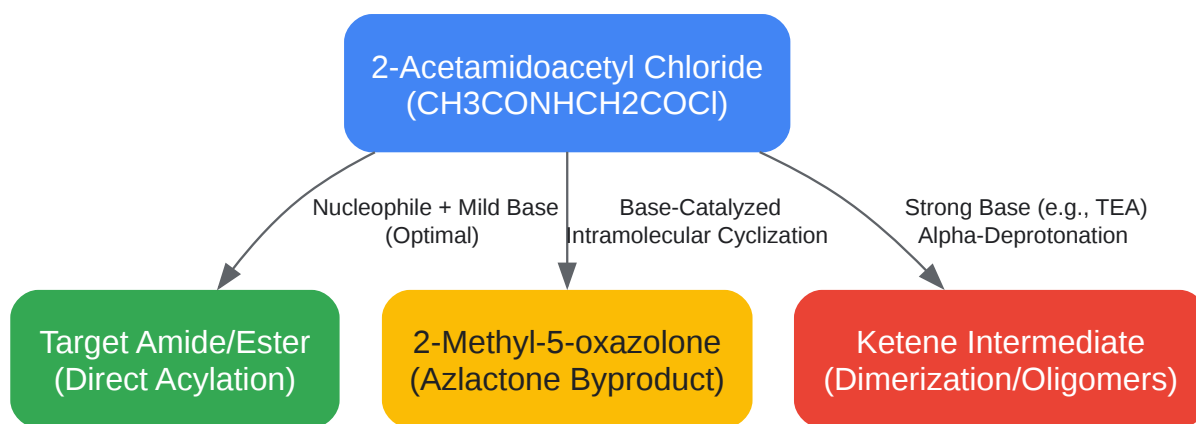 2-Acetamidoacetyl Chloride
(CH3CONHCH2COCl)
Nucleophile + Mild Base
(Optimal)
Base-Catalyzed
Intramolecular Cyclization
Strong Base (e.g., TEA)
Alpha-Deprotonation
Target Amide/Ester
(Direct Acylation)
2-Methyl-5-oxazolone
(Azlactone Byproduct)
Ketene Intermediate
(Dimerization/Oligomers)